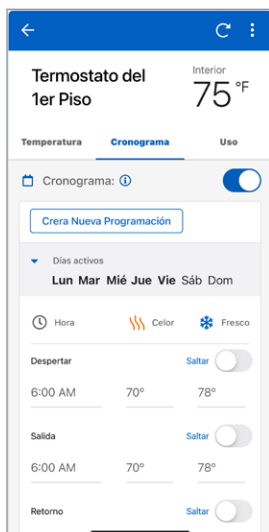 Termostato del
1er Piso
Interior
75 °F
Temperatura Cronograma Uso
Cronograma:
Crera Nueva Programación
Días activos
Lun Mar Mié Jue Vie Sáb Dom
Hora Celor Fresco
Despertar Saltar
6:00 AM 70° 78°
Salida Saltar
6:00 AM 70° 78°
Retorno Saltar